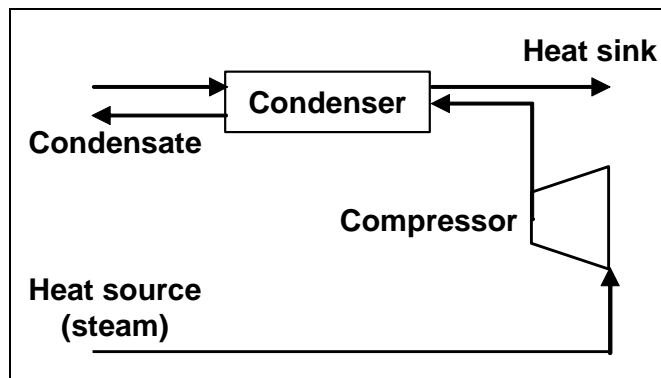 Heat sink
Condenser
Condensate
Compressor
Heat source
(steam)